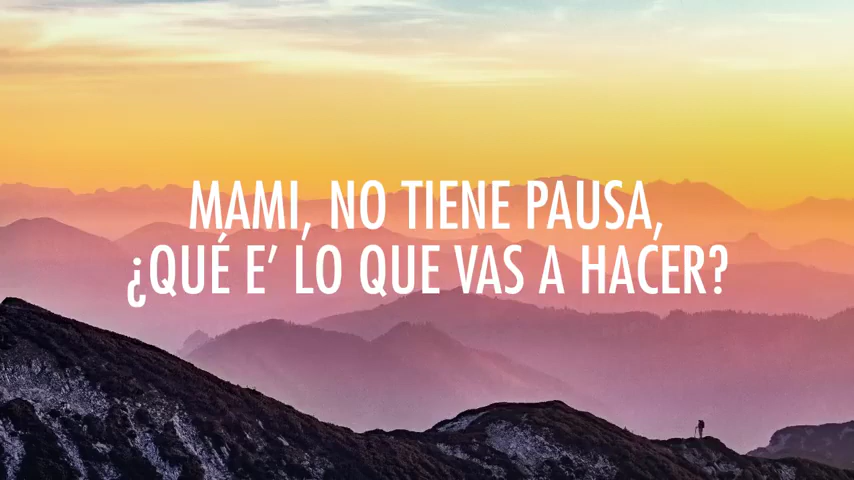 MAMI, NO TIENE PAUSA,
¿QUÉ E’ LO QUE VAS A HACER?